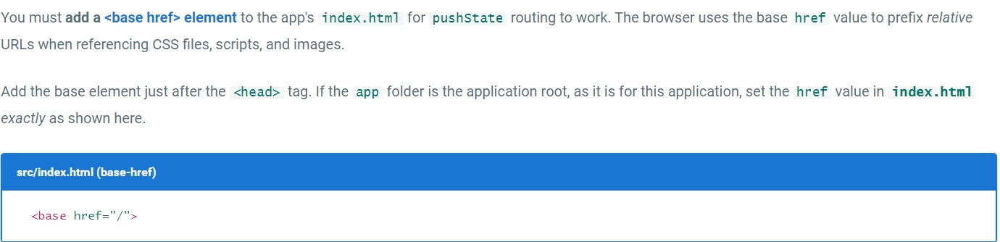 You must add a <base href> element to the app's index.html for pushState routing to work. The browser uses the base href value to prefix relative
URLs when referencing CSS files, scripts, and images.
Add the base element just after the <head> tag. If the app folder is the application root, as it is for this application, set the href value in index.html
exactly as shown here.
src/index.html (base-href)
<base href="/">